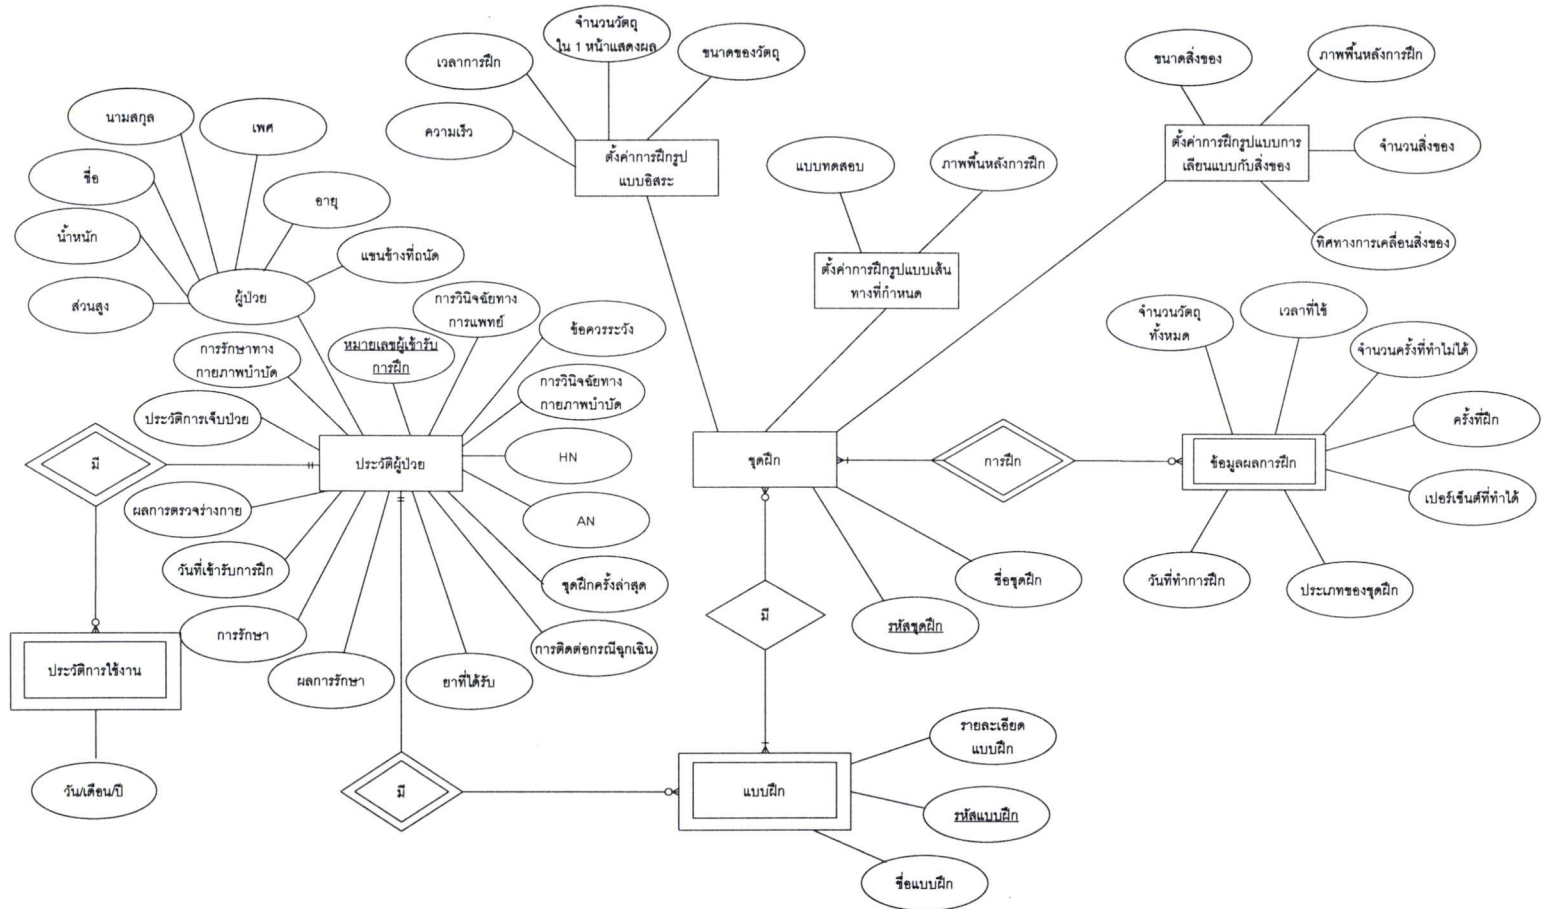 จำนวนวัตถุ
ใน 1 หน้าแสดงผล
เวลาการฝึก
ขนาดของวัตถุ
ความเร็ว
ตั้งค่าการฝึกรูป
แบบอิสระ
ขนาดสิ่งของ
ภาพพื้นหลังการฝึก
ตั้งค่าการฝึกรูปแบบการ
เลียนแบบกับสิ่งของ
จำนวนสิ่งของ
ทิศทางการเคลื่อนสิ่งของ
แบบทดสอบ
ภาพพื้นหลังการฝึก
ตั้งค่าการฝึกรูปแบบเส้น
ทางที่กำหนด
นามสกุล
เพศ
ชื่อ
อายุ
น้ำหนัก
แขนข้างที่ถนัด
ส่วนสูง
ผู้ป่วย
การวินิจฉัยทาง
การแพทย์
หมายเลขผู้เข้ารับ
การฝึก
ข้อควรระวัง
การรักษาทาง
กายภาพบำบัด
การวินิจฉัยทาง
กายภาพบำบัด
ประวัติการเจ็บป่วย
มี
ประวัติผู้ป่วย
HN
AN
ผลการตรวจร่างกาย
วันที่เข้ารับการฝึก
ชุดฝึกครั้งล่าสุด
การรักษา
การติดต่อกรณีฉุกเฉิน
ผลการรักษา
ยาที่ได้รับ
ประวัติการใช้งาน
วัน/เดือน/ปี
มี
ชุดฝึก
การฝึก
ข้อมูลผลการฝึก
จำนวนวัตถุ
ทั้งหมด
เวลาที่ใช้
จำนวนครั้งที่ทำไม่ได้
ครั้งที่ฝึก
เปอร์เซ็นต์ที่ทำได้
วันที่ทำการฝึก
ประเภทของชุดฝึก
ชื่อชุดฝึก
รหัสชุดฝึก
มี
แบบฝึก
รายละเอียด
แบบฝึก
รหัสแบบฝึก
ชื่อแบบฝึก